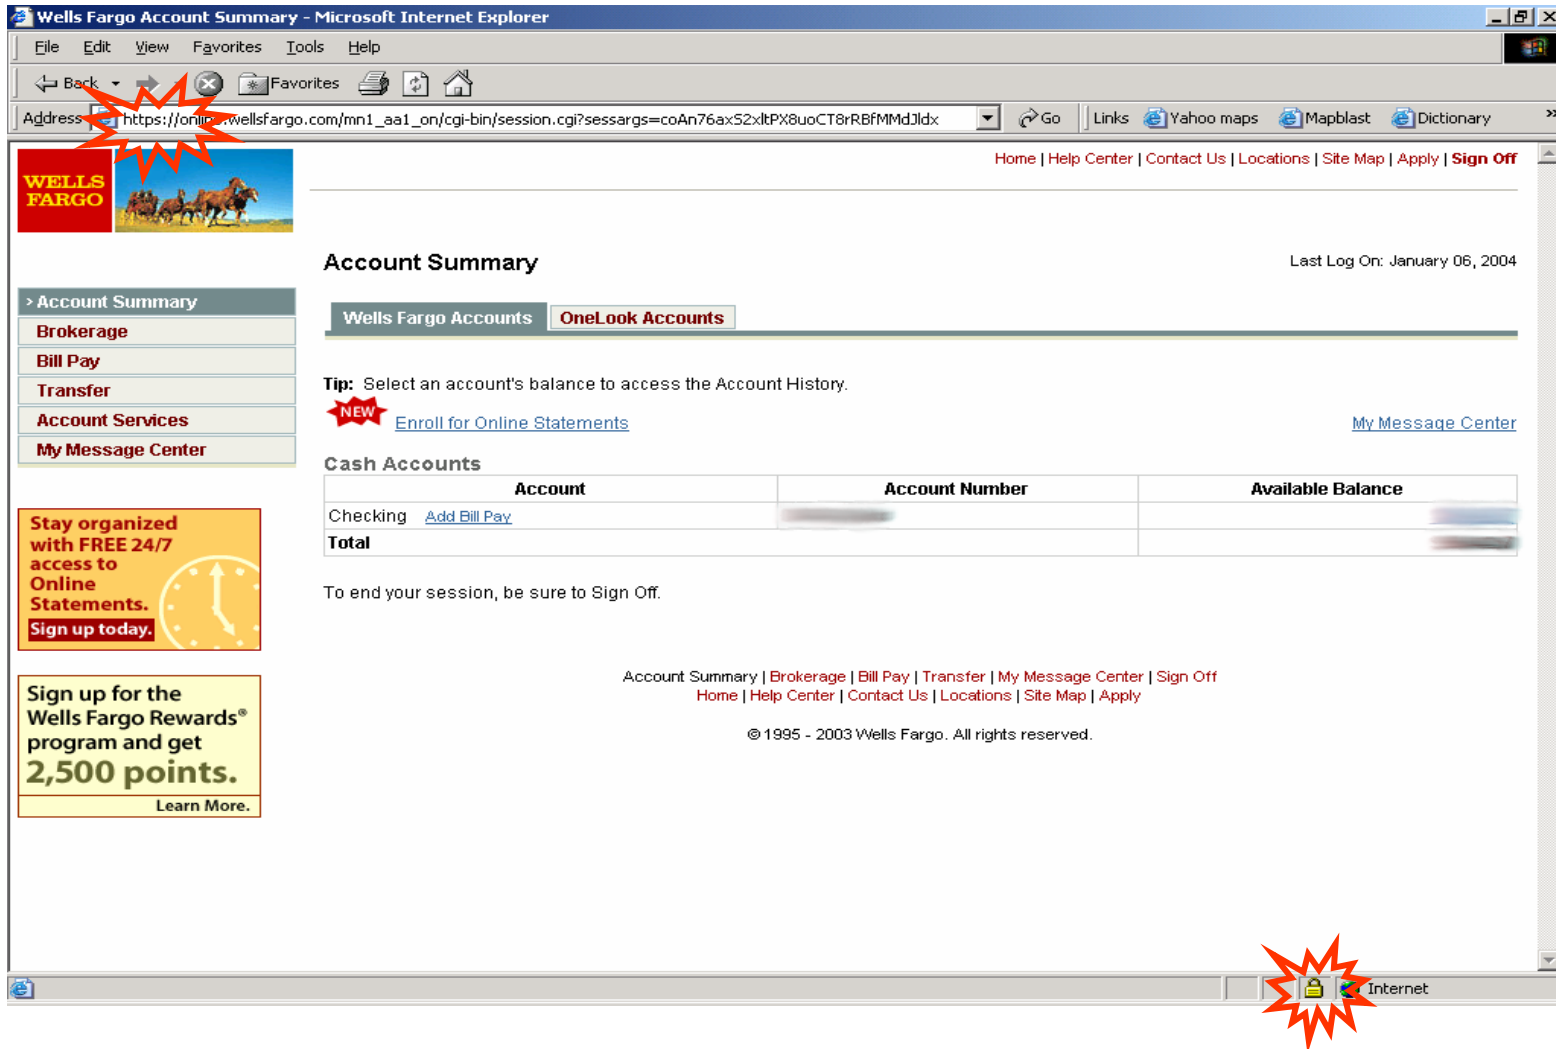 Wells Fargo Account Summary - Microsoft Internet Explorer
File Edit View Favorites Tools Help
Back Favorites
Address https://online.wellsfargo.com/mn1_aa1_on/cgi-bin/session.cgi?sessargs=coAn76axS2xltPX8uoCT8rRBfMMdJldx Go Links Yahoo maps Mapblast Dictionary »
WELLS
FARGO
Home | Help Center | Contact Us | Locations | Site Map | Apply | Sign Off
Account Summary
Last Log On: January 06, 2004
> Account Summary
Brokerage
Bill Pay
Transfer
Account Services
My Message Center
Wells Fargo Accounts OneLook Accounts
Tip: Select an account's balance to access the Account History.
NEW Enroll for Online Statements My Message Center
Cash Accounts
Account Account Number Available Balance
Checking Add Bill Pay
Total
To end your session, be sure to Sign Off.
Stay organized
with FREE 24/7
access to
Online
Statements.
Sign up today.
Sign up for the
Wells Fargo Rewards®
program and get
2,500 points.
Learn More.
Account Summary | Brokerage | Bill Pay | Transfer | My Message Center | Sign Off
Home | Help Center | Contact Us | Locations | Site Map | Apply
© 1995 - 2003 Wells Fargo. All rights reserved.
Internet